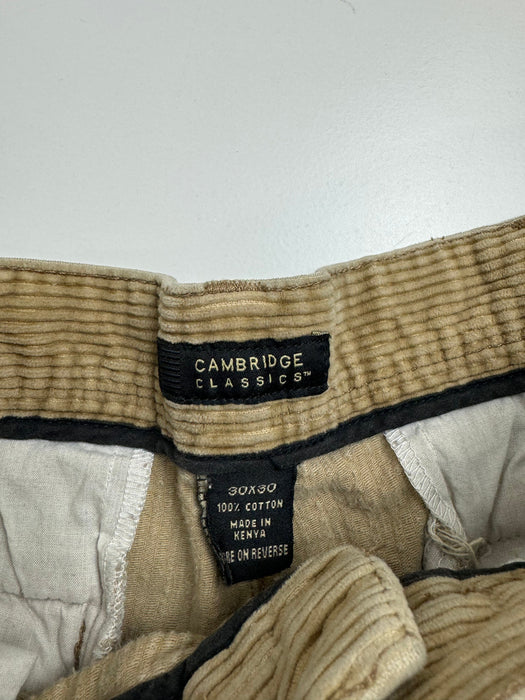 CAMBRIDGE
CLASSICS™
30X30
100% COTTON
MADE IN
KENYA
RE ON REVERSE